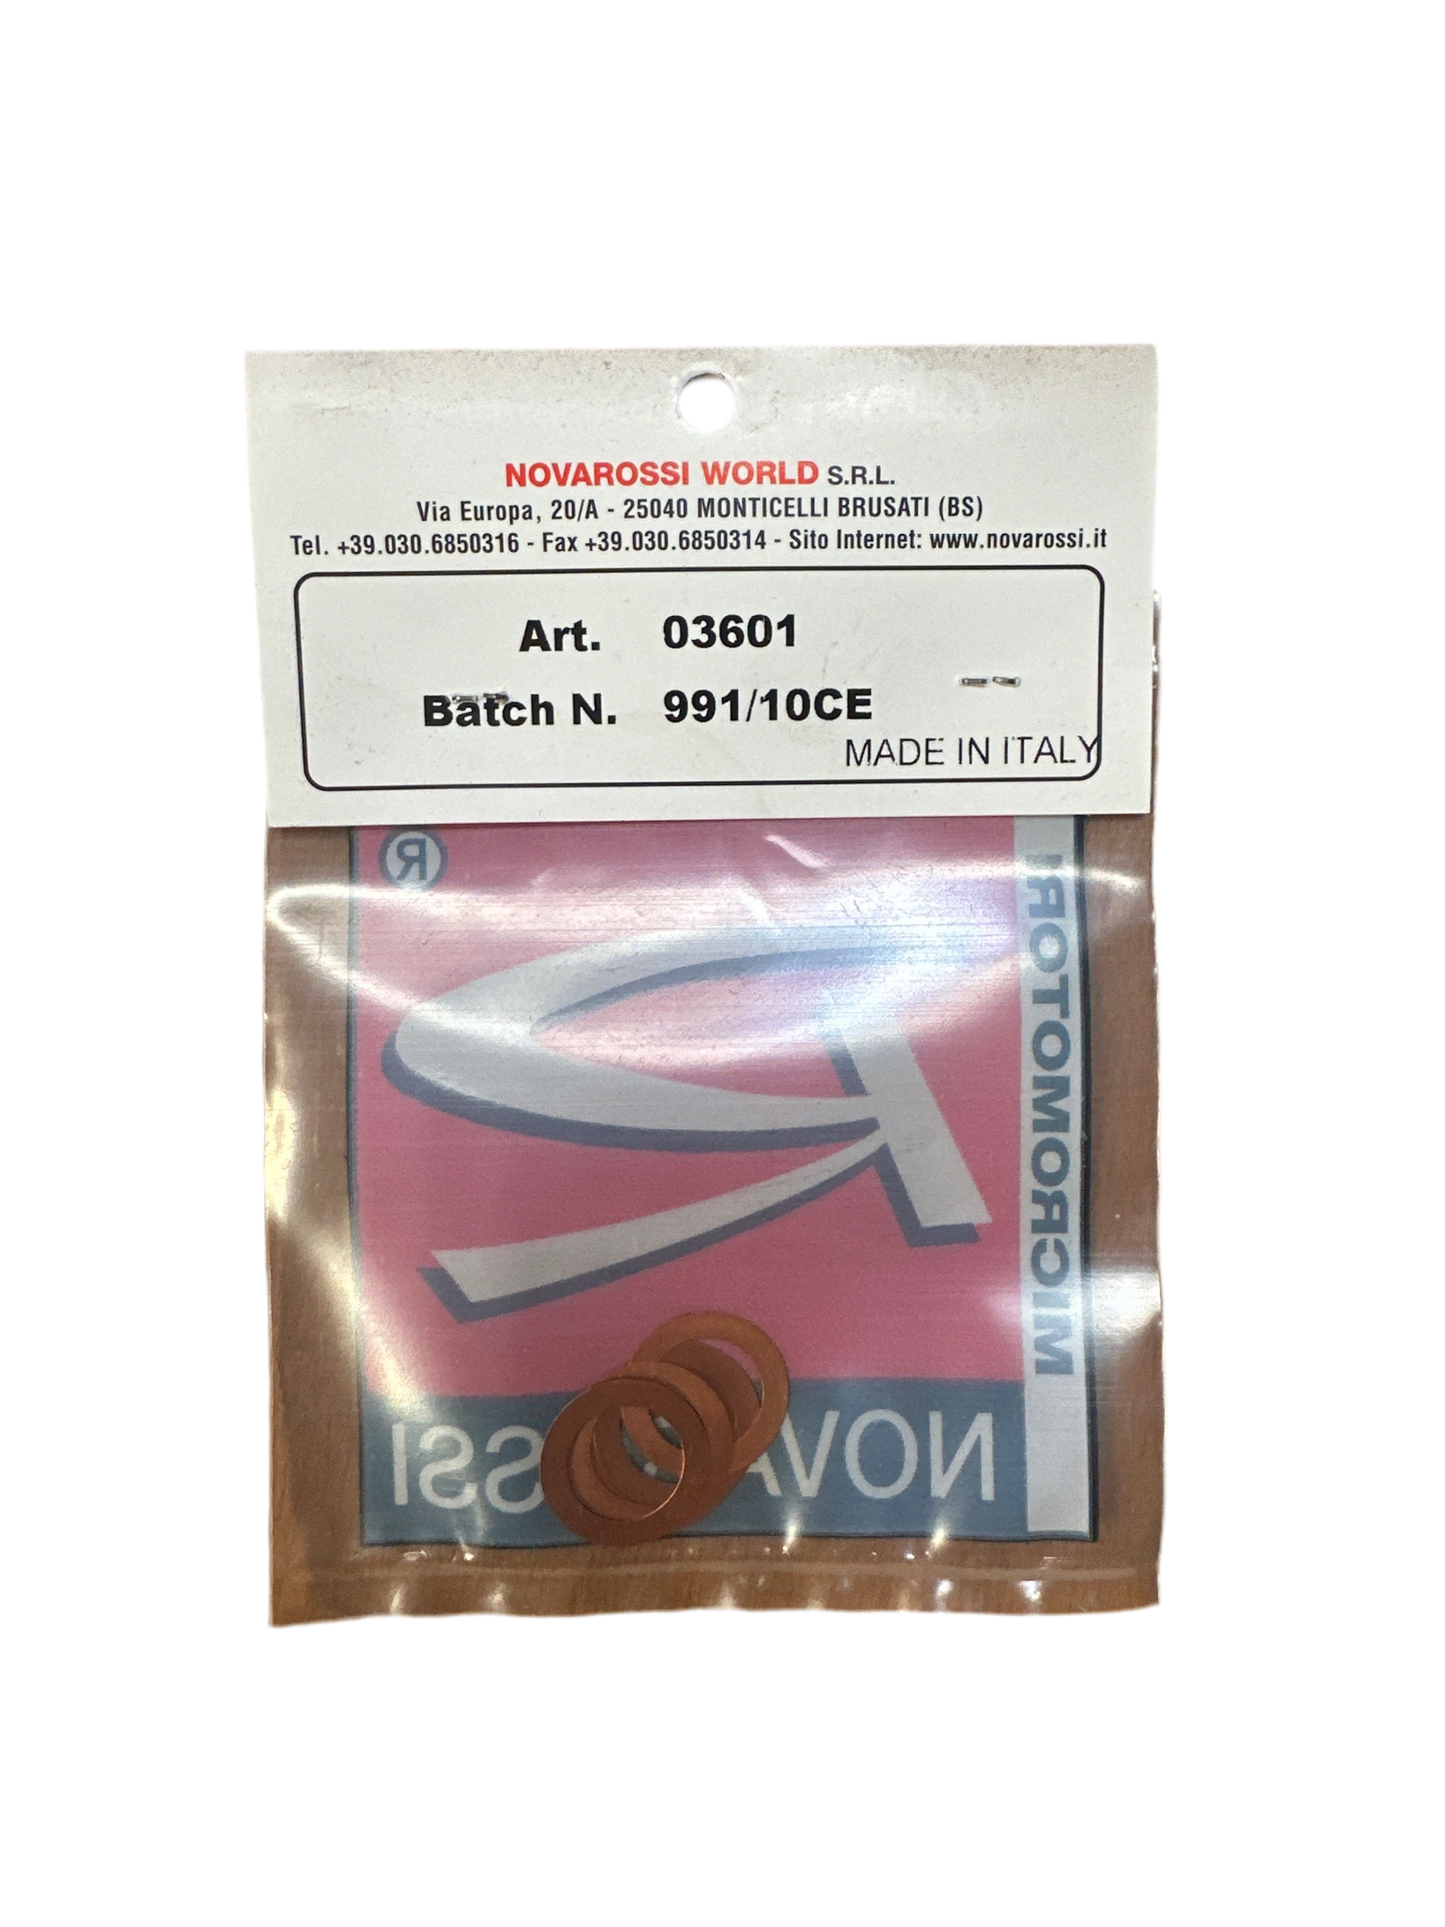 NOVAROSSI WORLD S.R.L.
Via Europa, 20/A - 25040 MONTICELLI BRUSATI (BS)
Tel. +39.030.6850316 - Fax +39.030.6850314 - Sito Internet: www.novarossi.it
Art. 03601
Batch N. 991/10CE
MADE IN ITALY
®